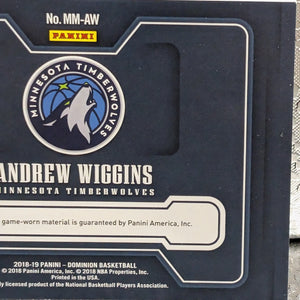 No. MM-AW
PANINI
MINNESOTA TIMBERWOLVES
ANDREW WIGGINS
MINNESOTA TIMBERWOLVES
game-worn material is guaranteed by Panini America, Inc.
2018-19 PANINI – DOMINION BASKETBALL
© 2018 Panini America, Inc. © 2018 NBA Properties, Inc.
Printed in the USA.
ly licensed product of the National Basketball Players Association.